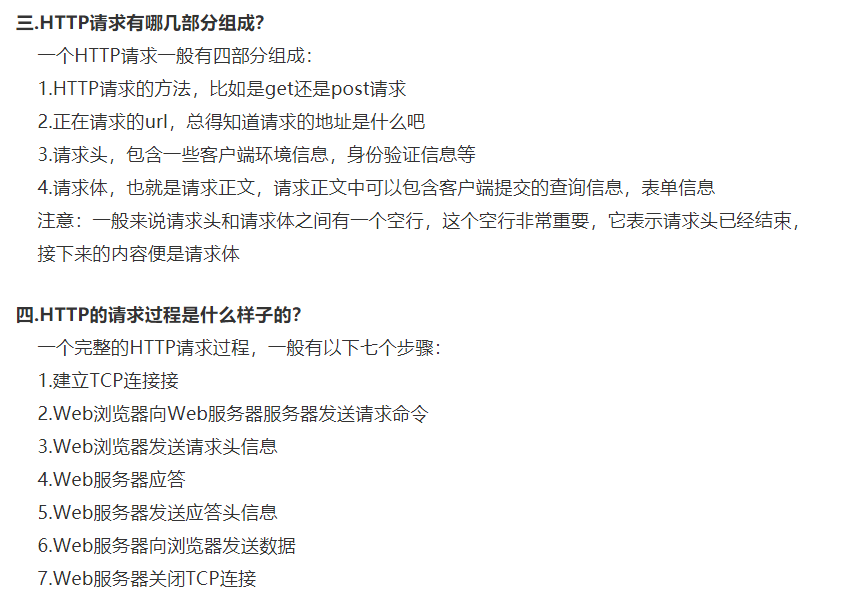 三.HTTP请求有哪几部分组成？
一个HTTP请求一般有四部分组成：
1.HTTP请求的方法，比如是get还是post请求
2.正在请求的url，总得知道请求的地址是什么吧
3.请求头，包含一些客户端环境信息，身份验证信息等
4.请求体，也就是请求正文，请求正文中可以包含客户端提交的查询信息，表单信息
注意：一般来说请求头和请求体之间有一个空行，这个空行非常重要，它表示请求头已经结束，
接下来的内容便是请求体
四.HTTP的请求过程是什么样子的？
一个完整的HTTP请求过程，一般有以下七个步骤：
1.建立TCP连接接
2.Web浏览器向Web服务器服务器发送请求命令
3.Web浏览器发送请求头信息
4.Web服务器应答
5.Web服务器发送应答头信息
6.Web服务器向浏览器发送数据
7.Web服务器关闭TCP连接